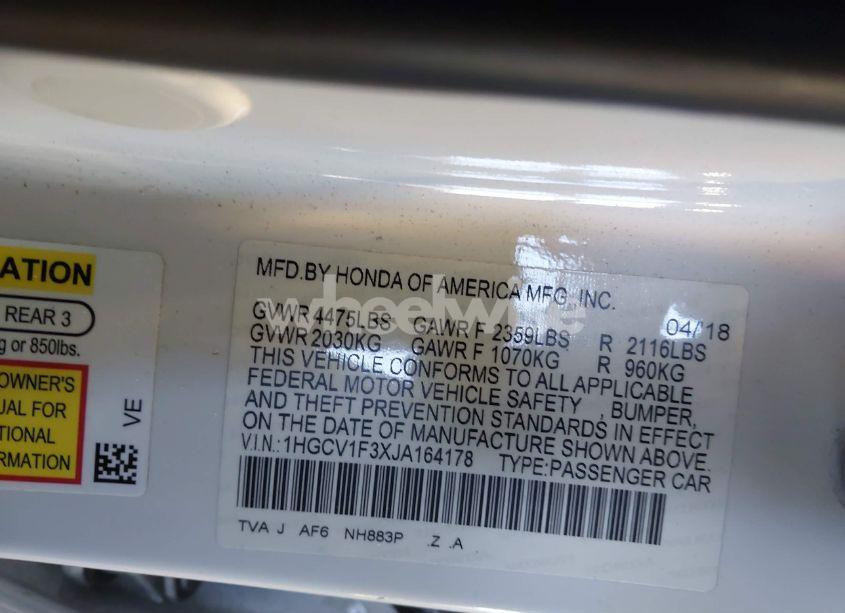 ATION
REAR 3
g or 850lbs.
OWNER'S
UAL FOR
TIONAL
RMATION
VE
MFD.BY HONDA OF AMERICA MFG., INC.
04/18
GVWR 4475LBS GAWR F 2359LBS R 2116LBS
GVWR 2030KG GAWR F 1070KG R 960KG
THIS VEHICLE CONFORMS TO ALL APPLICABLE
FEDERAL MOTOR VEHICLE SAFETY , BUMPER,
AND THEFT PREVENTION STANDARDS IN EFFECT
ON THE DATE OF MANUFACTURE SHOWN ABOVE.
V.I.N.:1HGCV1F3XJA164178 TYPE:PASSENGER CAR
TVA J AF6 NH883P .Z .A
wheelwire